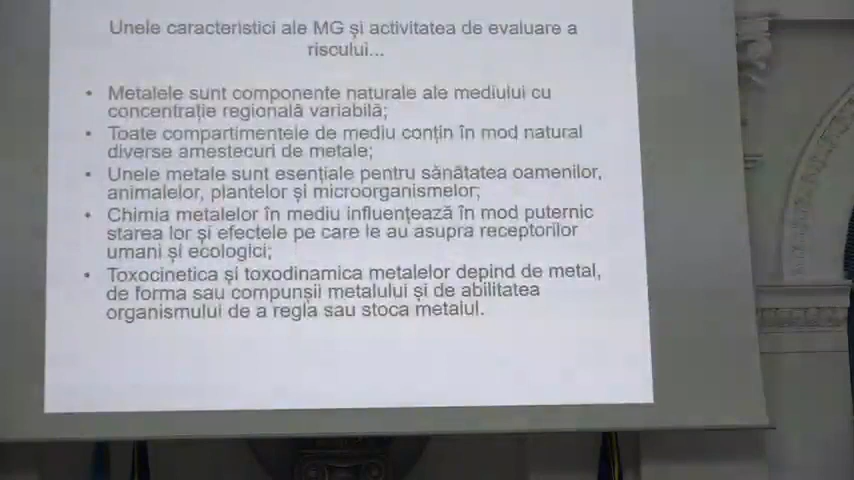 Unele caracteristici ale MG și activitatea de evaluare a
riscului...
• Metalele sunt componente naturale ale mediului cu
concentrație regională variabilă;
• Toate compartimentele de mediu conțin în mod natural
diverse amestecuri de metale;
• Unele metale sunt esențiale pentru sănătatea oamenilor,
animalelor, plantelor și microorganismelor;
• Chimia metalelor în mediu influențează în mod puternic
starea lor și efectele pe care le au asupra receptorilor
umani și ecologici;
• Toxocinetica și toxodinamica metalelor depind de metal,
de forma sau compunșii metalului și de abilitatea
organismului de a regla sau stoca metalul.